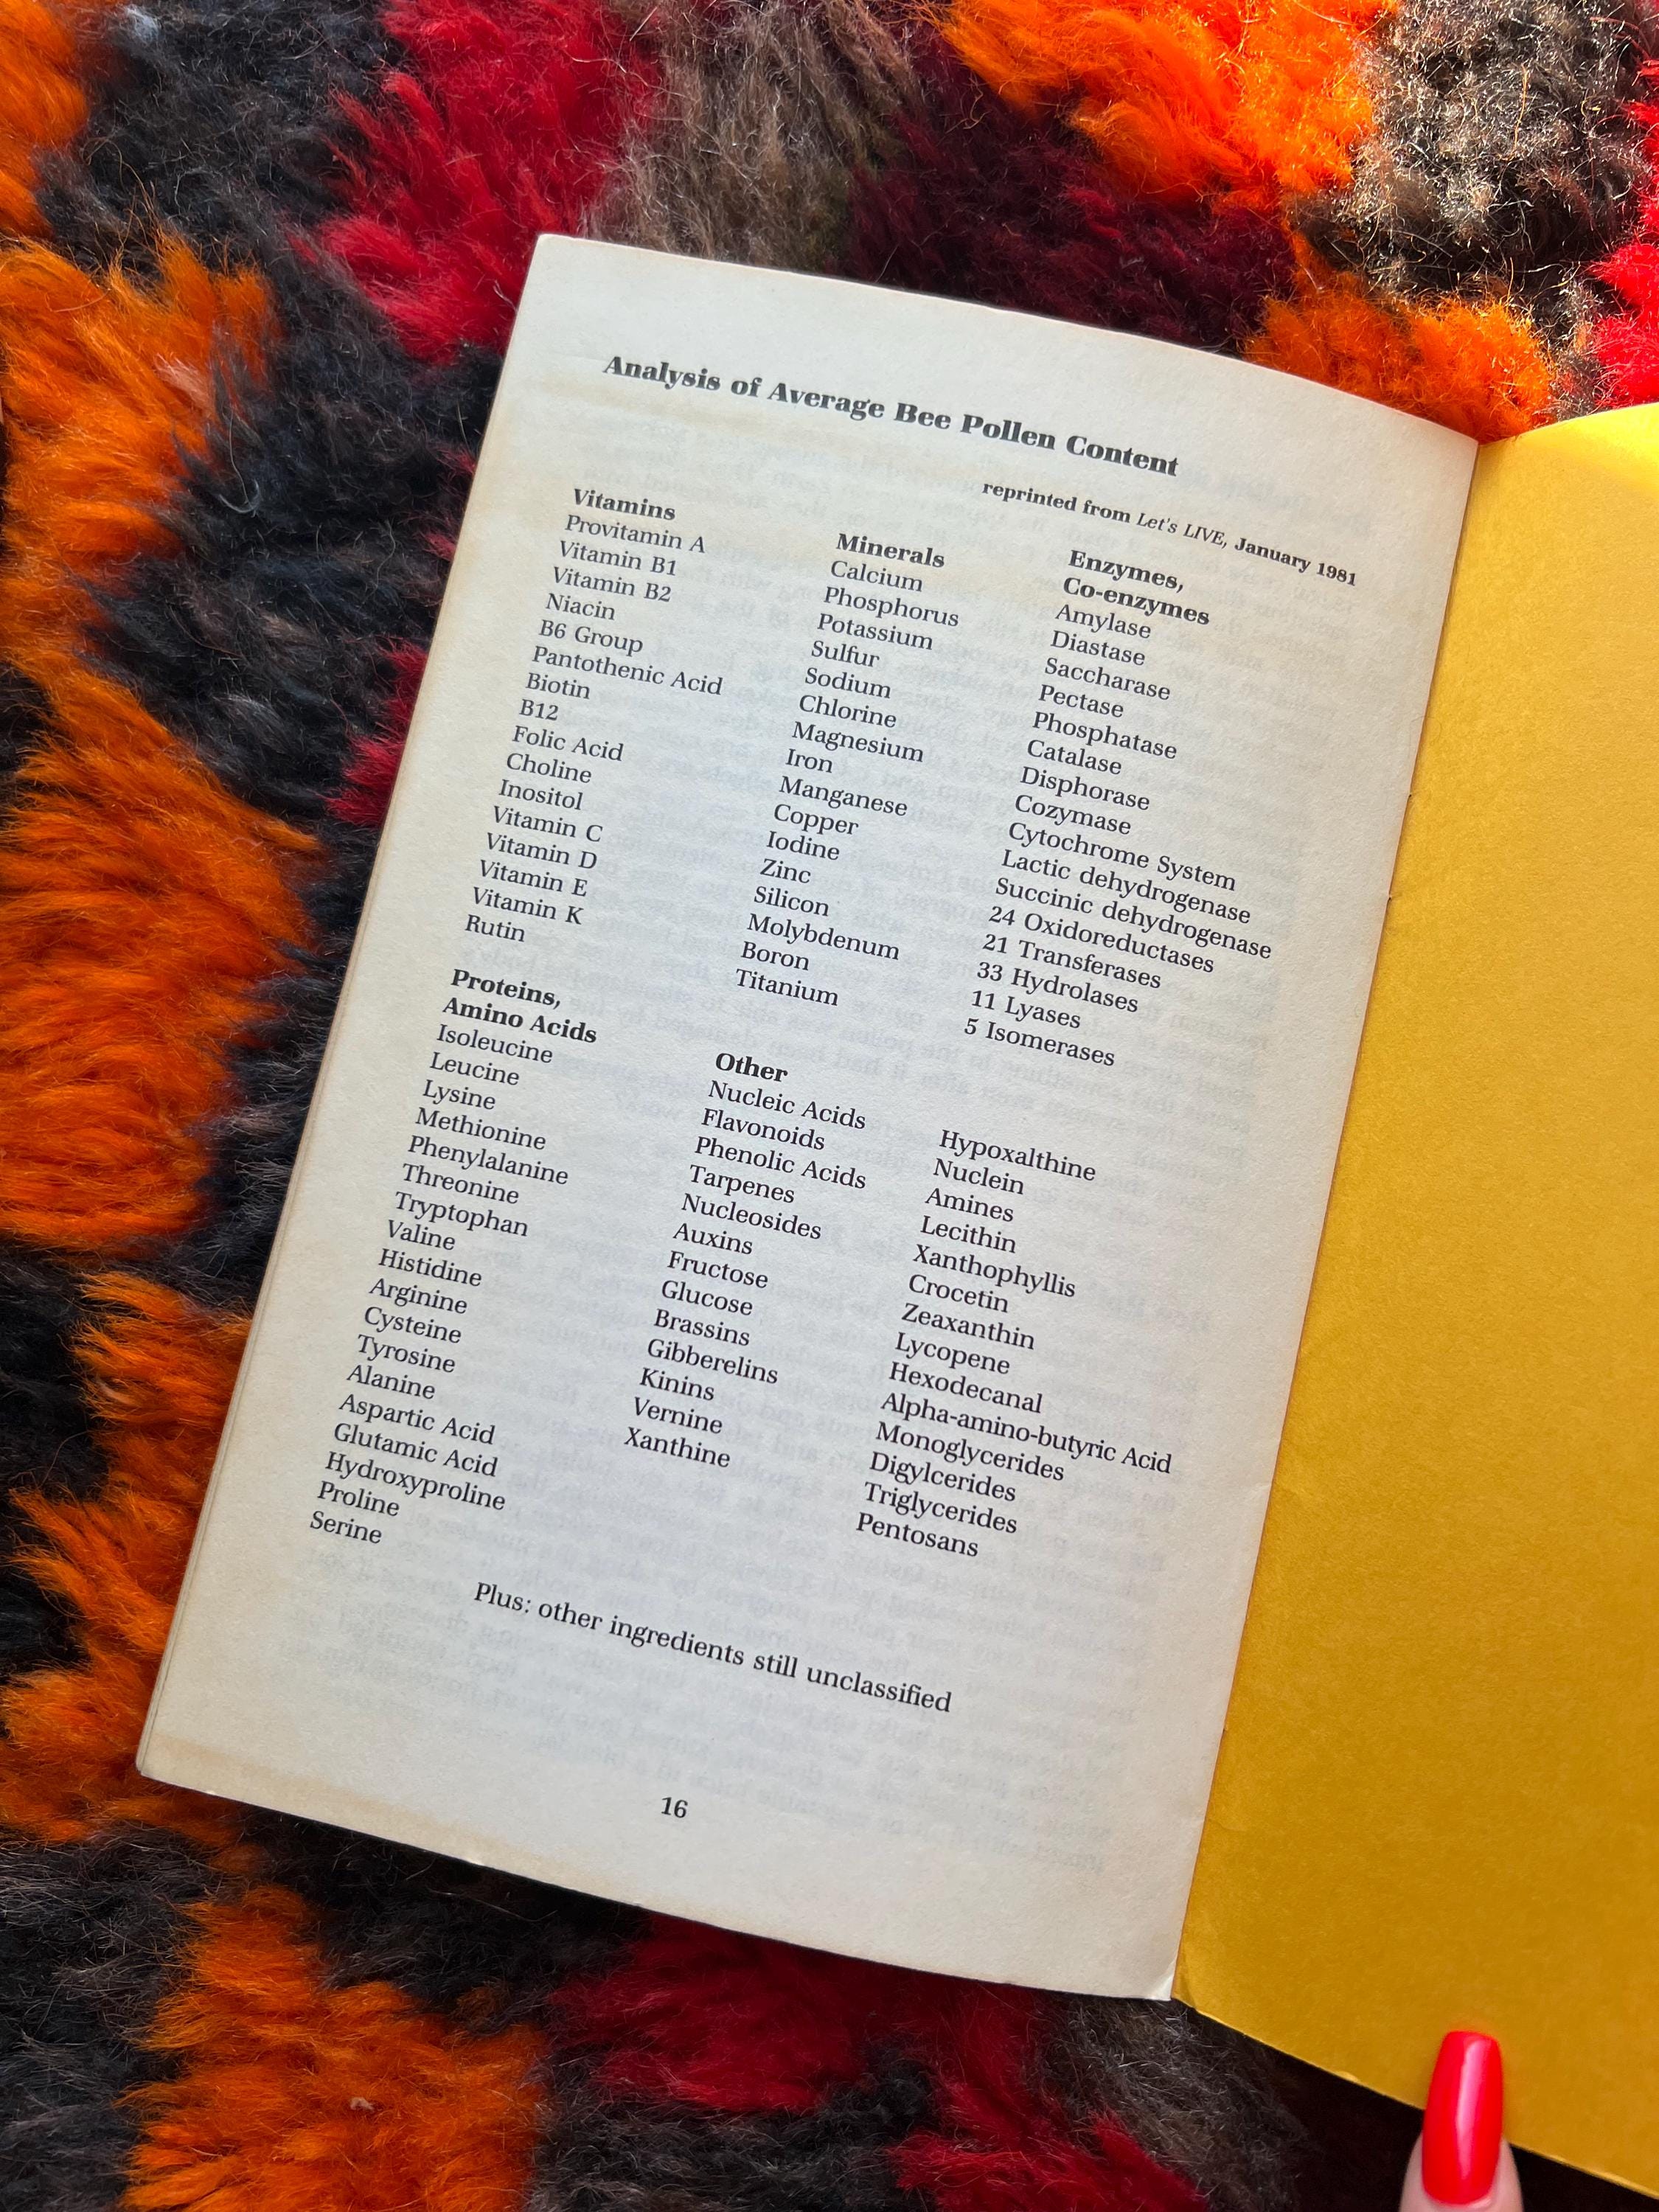 Analysis of Average Bee Pollen Content
reprinted from Let's LIVE, January 1981
Vitamins
Provitamin A
Vitamin B1
Vitamin B2
Niacin
B6 Group
Pantothenic Acid
Biotin
B12
Folic Acid
Choline
Inositol
Vitamin C
Vitamin D
Vitamin E
Vitamin K
Rutin
Proteins,
Amino Acids
Isoleucine
Leucine
Lysine
Methionine
Phenylalanine
Threonine
Tryptophan
Valine
Histidine
Arginine
Cysteine
Tyrosine
Alanine
Aspartic Acid
Glutamic Acid
Hydroxyproline
Proline
Serine
Minerals
Calcium
Phosphorus
Potassium
Sulfur
Sodium
Chlorine
Magnesium
Iron
Manganese
Copper
Iodine
Zinc
Silicon
Molybdenum
Boron
Titanium
Enzymes,
Co-enzymes
Amylase
Diastase
Saccharase
Pectase
Phosphatase
Catalase
Disphorase
Cozymase
Cytochrome System
Lactic dehydrogenase
Succinic dehydrogenase
24 Oxidoreductases
21 Transferases
33 Hydrolases
11 Lyases
5 Isomerases
Other
Nucleic Acids
Flavonoids
Phenolic Acids
Tarpenes
Nucleosides
Auxins
Fructose
Glucose
Brassins
Gibberelins
Kinins
Vernine
Xanthine
Hypoxalthine
Nuclein
Amines
Lecithin
Xanthophyllis
Crocetin
Zeaxanthin
Lycopene
Hexodecanal
Alpha-amino-butyric Acid
Monoglycerides
Digylcerides
Triglycerides
Pentosans
Plus: other ingredients still unclassified
16